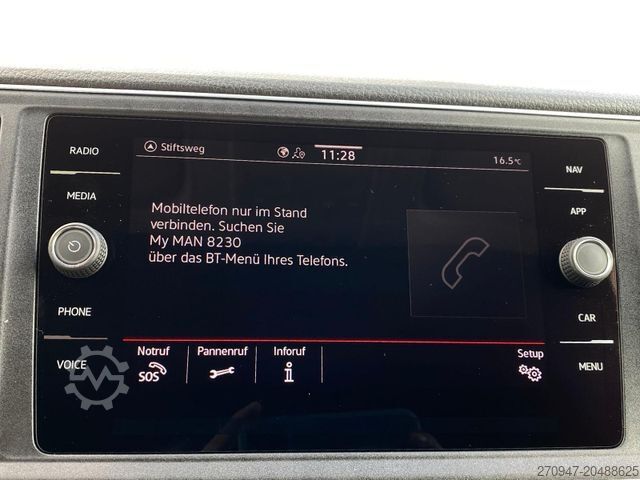 RADIO
MEDIA
PHONE
VOICE
Stiftsweg
11:28
16.5°C
Mobiltelefon nur im Stand
verbinden. Suchen Sie
My MAN 8230
über das BT-Menü Ihres Telefons.
Notruf
SOS
Pannenruf
Inforuf
Setup
NAV
APP
CAR
MENU
270947-20488625